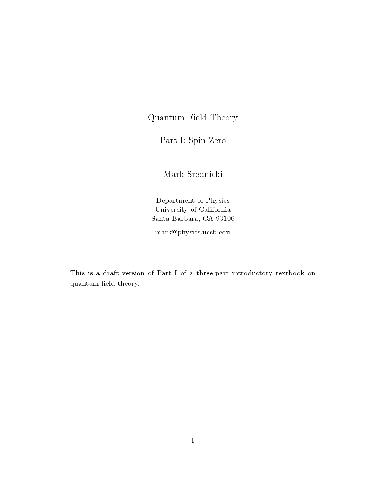 Quantum Field Theory
Part I: Spin Zero
Mark Srednicki
Department of Physics
University of California
Santa Barbara, CA 93106
mark@physics.ucsb.edu
This is a draft version of Part I of a three-part introductory textbook on
quantum field theory.
1